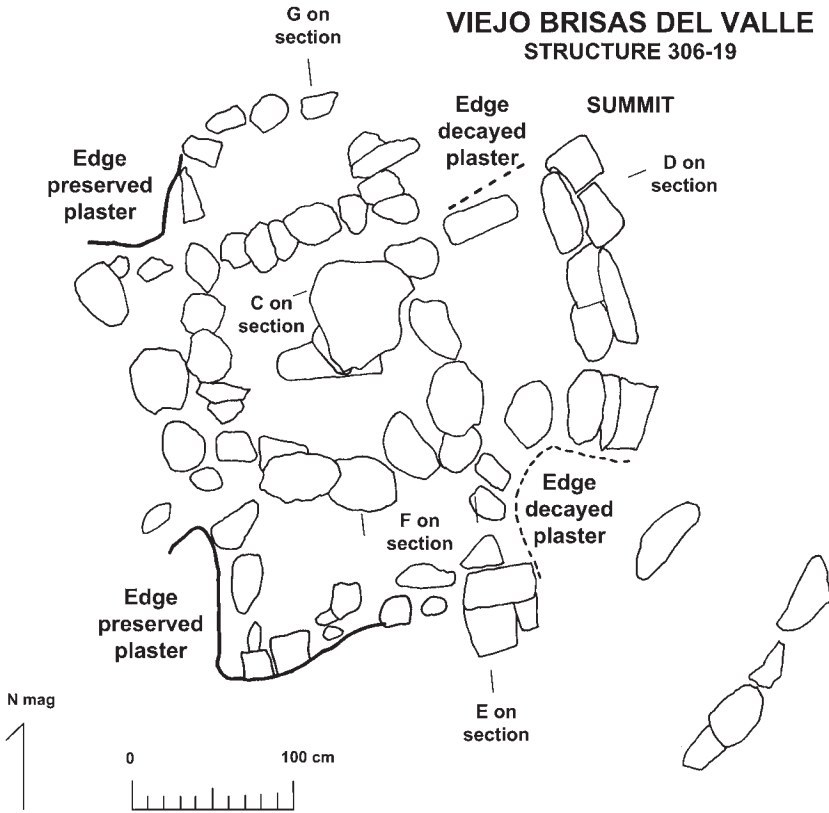 VIEJO BRISAS DEL VALLE
STRUCTURE 306-19
G on
section
SUMMIT
Edge
decayed
plaster
D on
section
Edge
preserved
plaster
C on
section
Edge
decayed
plaster
F on
section
Edge
preserved
plaster
E on
section
N mag
0
100 cm